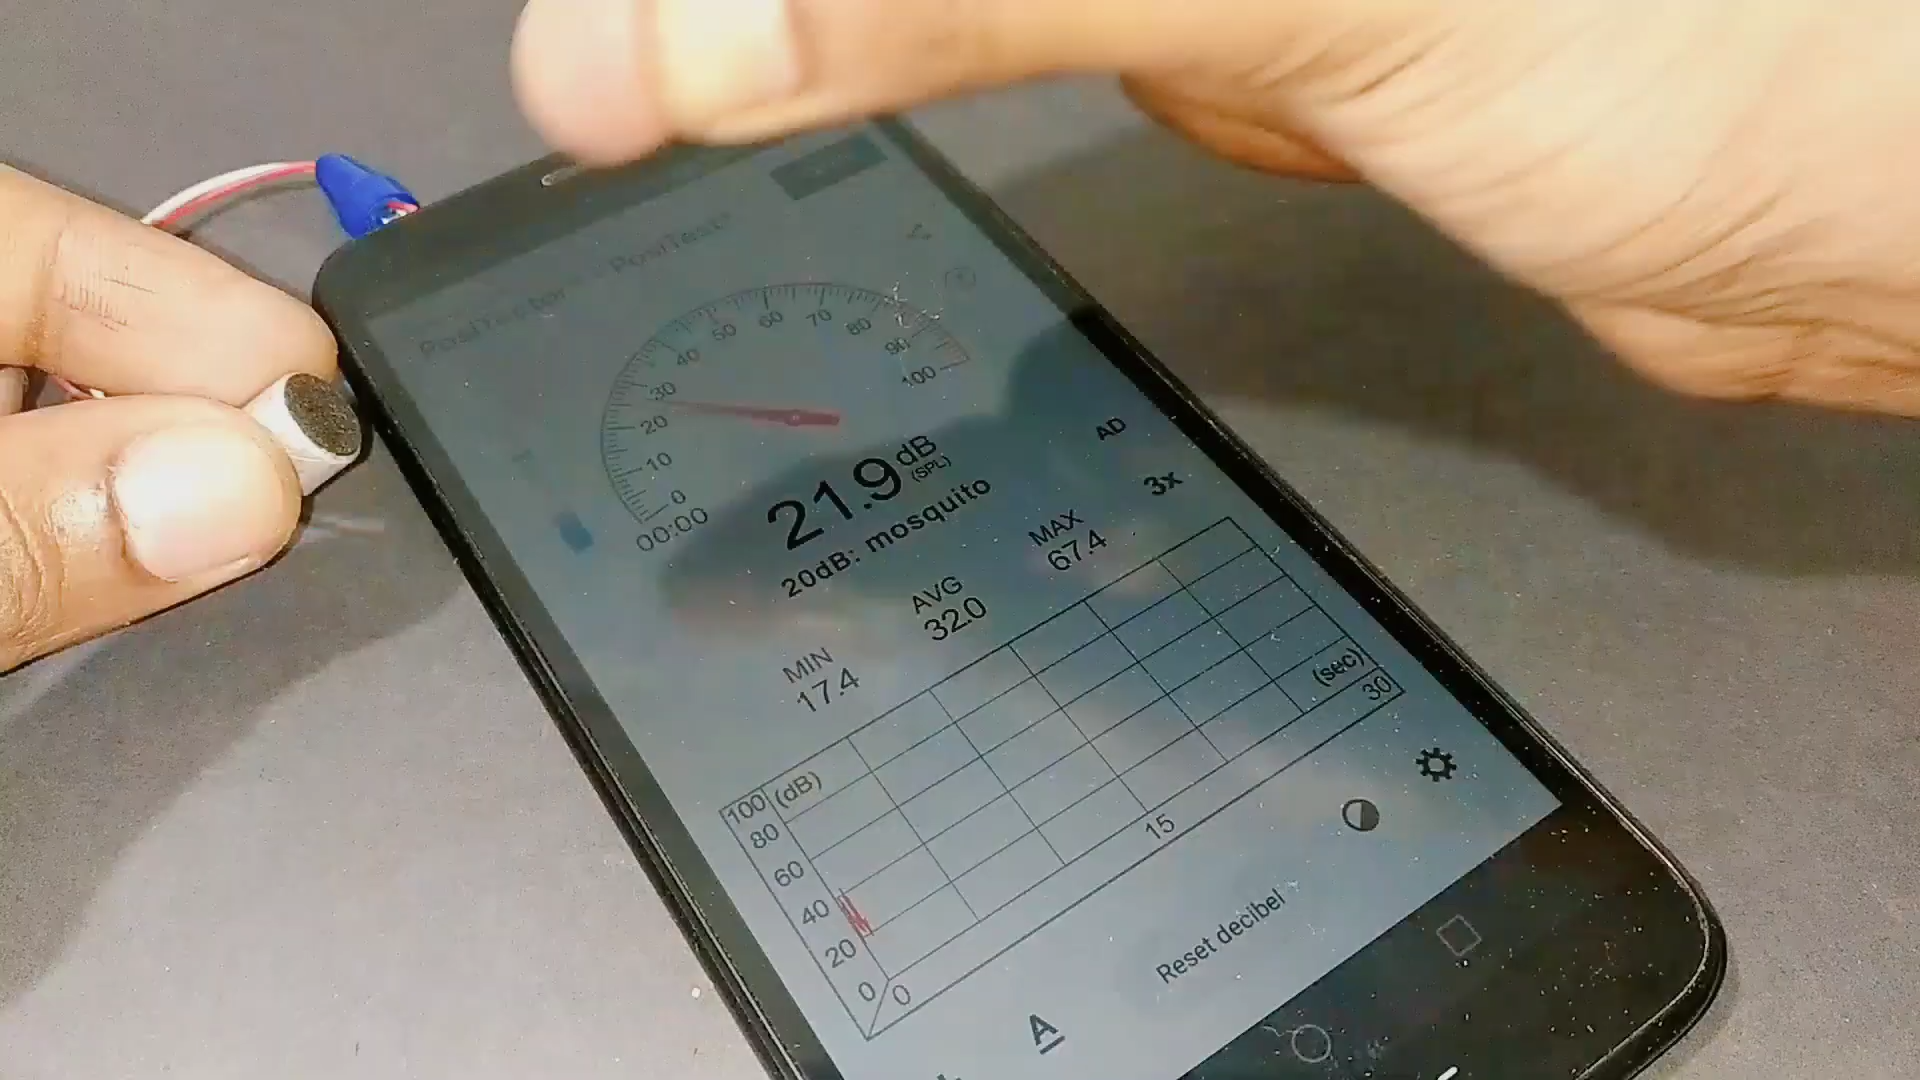 PosiTector - PosiTest
0 10 20 30 40 50 60 70 80 90 100
00:00
21.9 dB
(SPL)
20dB: mosquito
AD
3x
MIN
17.4
AVG
32.0
MAX
67.4
100 (dB)
80
60
40
20
0
0 15 30
(sec)
A
Reset decibel